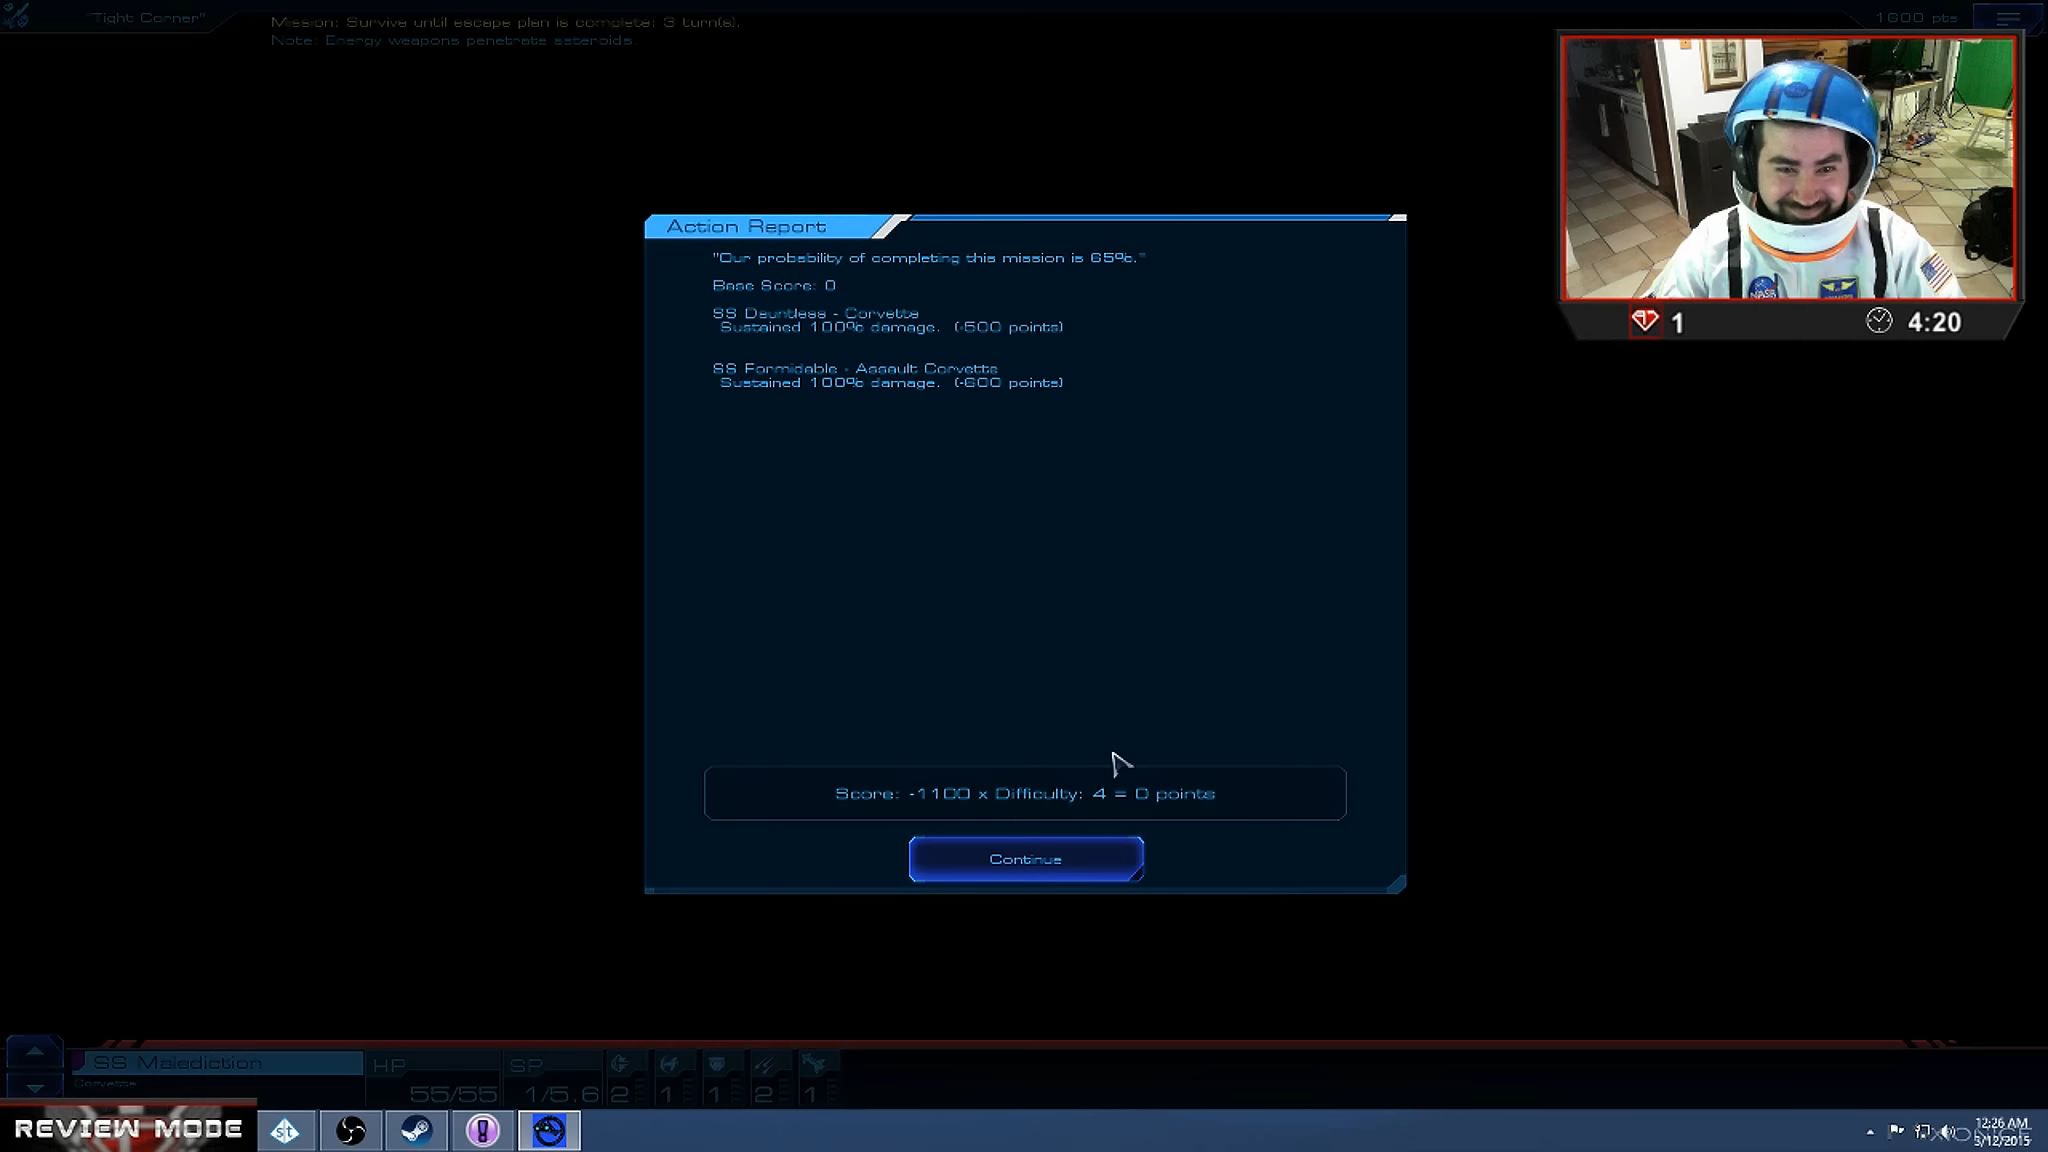 "Tight Corner"
Mission: Survive until escape plan is complete: 3 turn(s).
Note: Energy weapons penetrate asteroids.
1600 pts
Action Report
"Our probability of completing this mission is 65%."
Base Score: 0
SS Dauntless - Corvette
Sustained 100% damage. (-500 points)
SS Formidable - Assault Corvette
Sustained 100% damage. (-600 points)
Score: -1100 x Difficulty: 4 = 0 points
Continue
NASA
1
4:20
SS Malediction
Corvette
HP
55/55
SP
1/5.6
2
1
1
2
1
REVIEW MODE
st
12:26 AM
3/12/2015